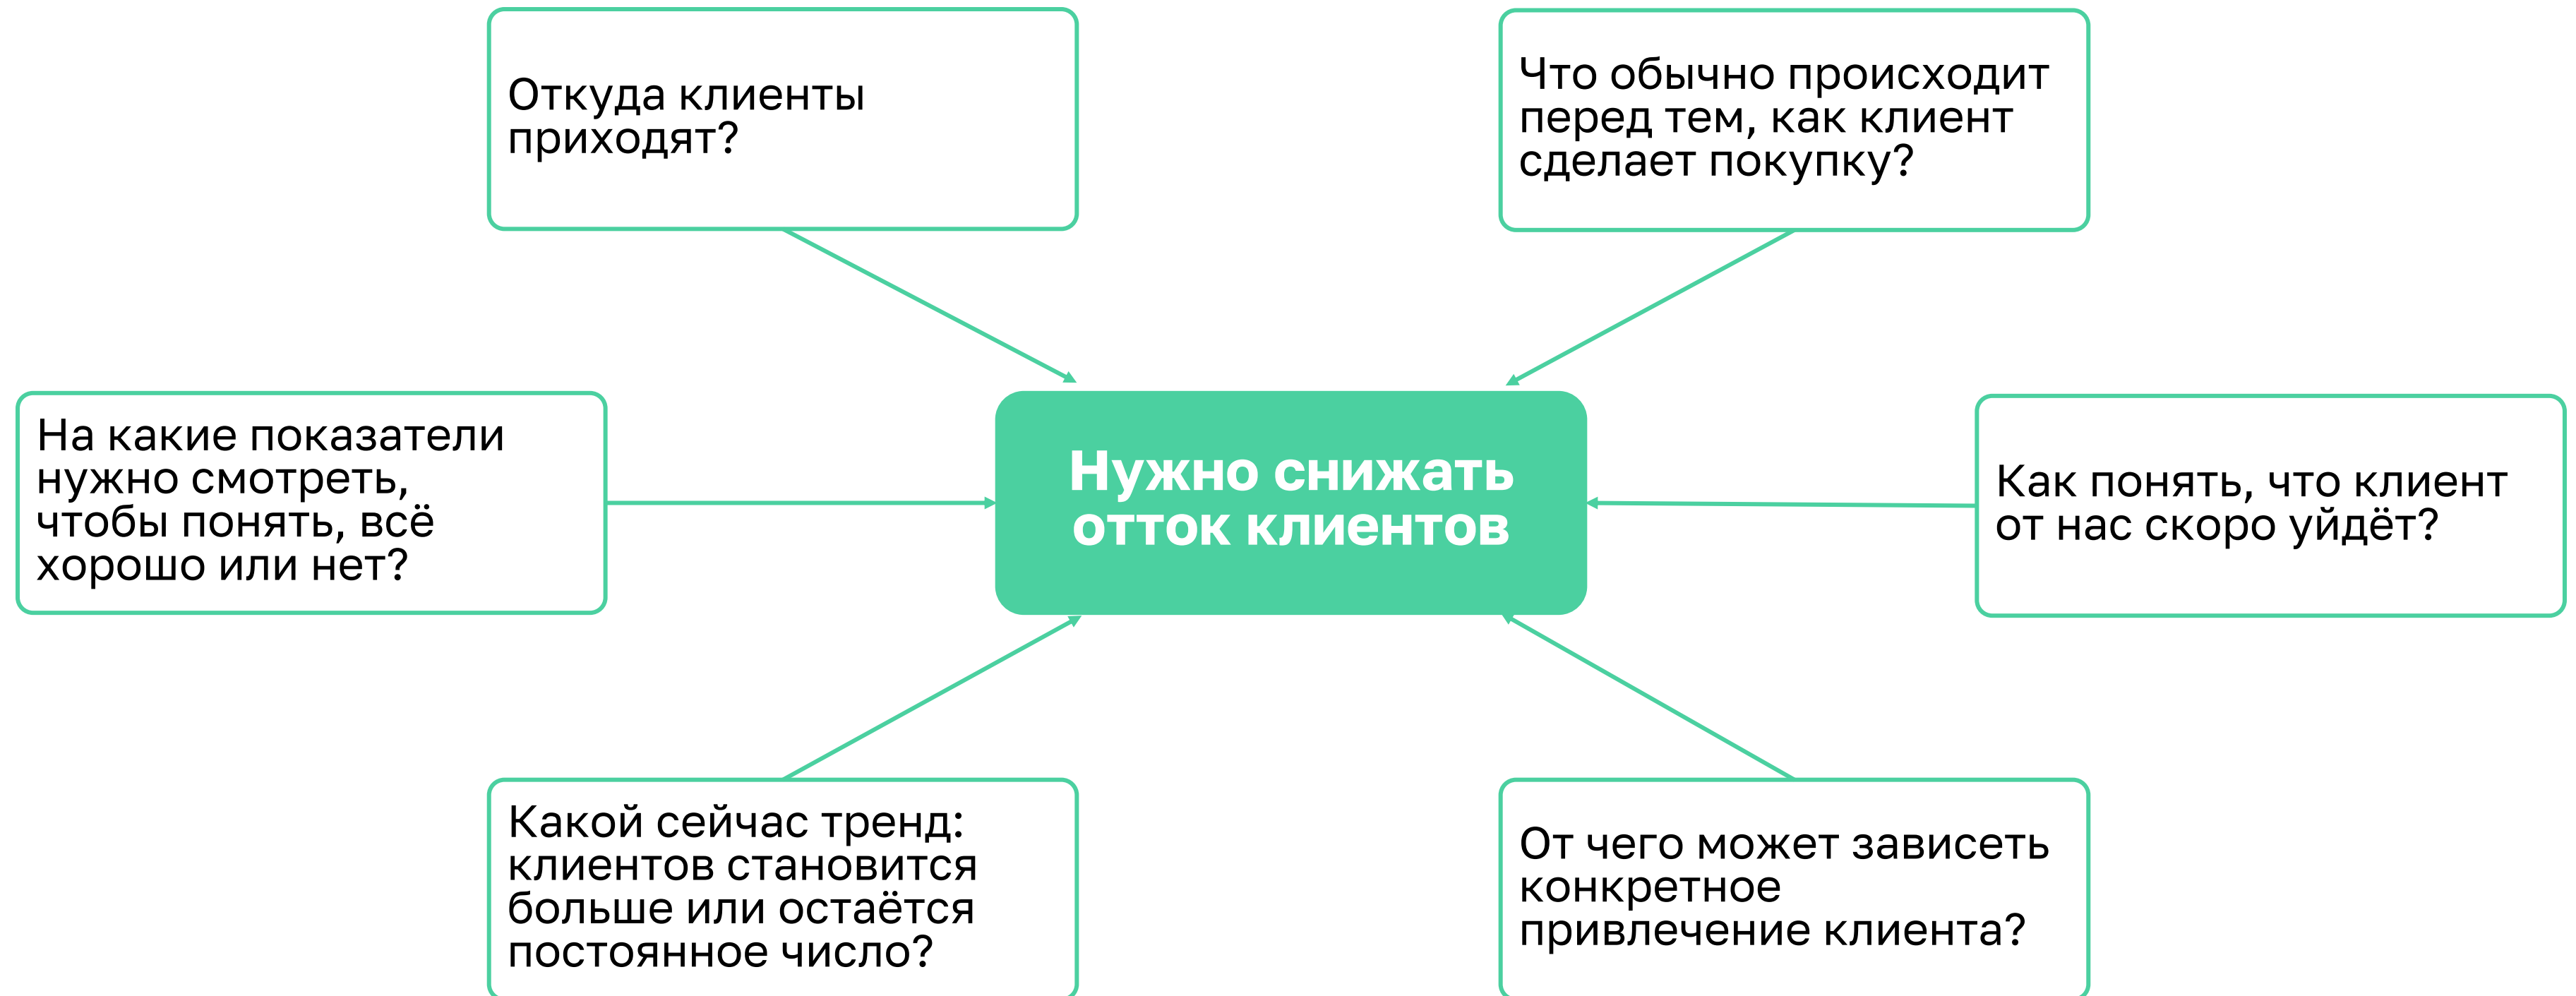 Откуда клиенты
приходят?
Что обычно происходит
перед тем, как клиент
сделает покупку?
На какие показатели
нужно смотреть,
чтобы понять, всё
хорошо или нет?
Нужно снижать
отток клиентов
Как понять, что клиент
от нас скоро уйдёт?
Какой сейчас тренд:
клиентов становится
больше или остаётся
постоянное число?
От чего может зависеть
конкретное
привлечение клиента?